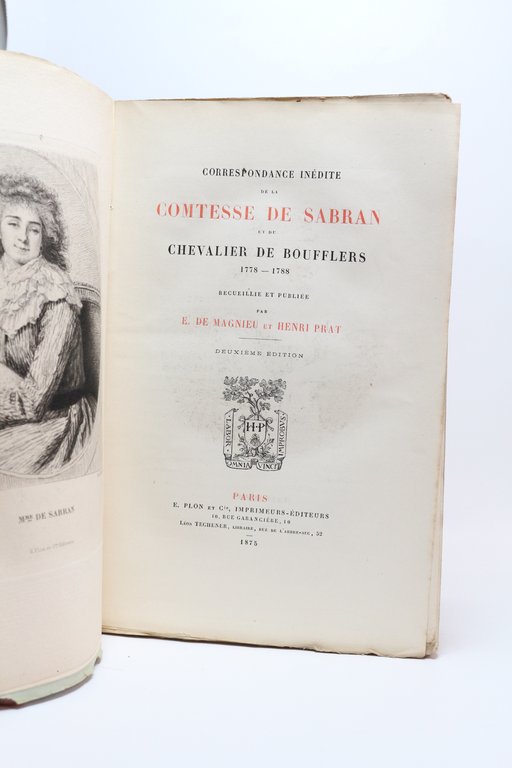 Mme DE SABRAN
CORRESPONDANCE INÉDITE
DE LA
COMTESSE DE SABRAN
ET DU
CHEVALIER DE BOUFFLERS
1778 — 1788
RECUEILLIE ET PUBLIÉE
PAR
E. DE MAGNIEU ET HENRI PRAT
DEUXIÈME ÉDITION
LABOR
IMPROBUS
H·P
OMNIA VINCIT
PARIS
E. PLON ET Cie, IMPRIMEURS-ÉDITEURS
10, RUE GARANCIÈRE, 10
LÉON TECHENER, LIBRAIRE, RUE DE L'ARBRE-SEC, 52
1875